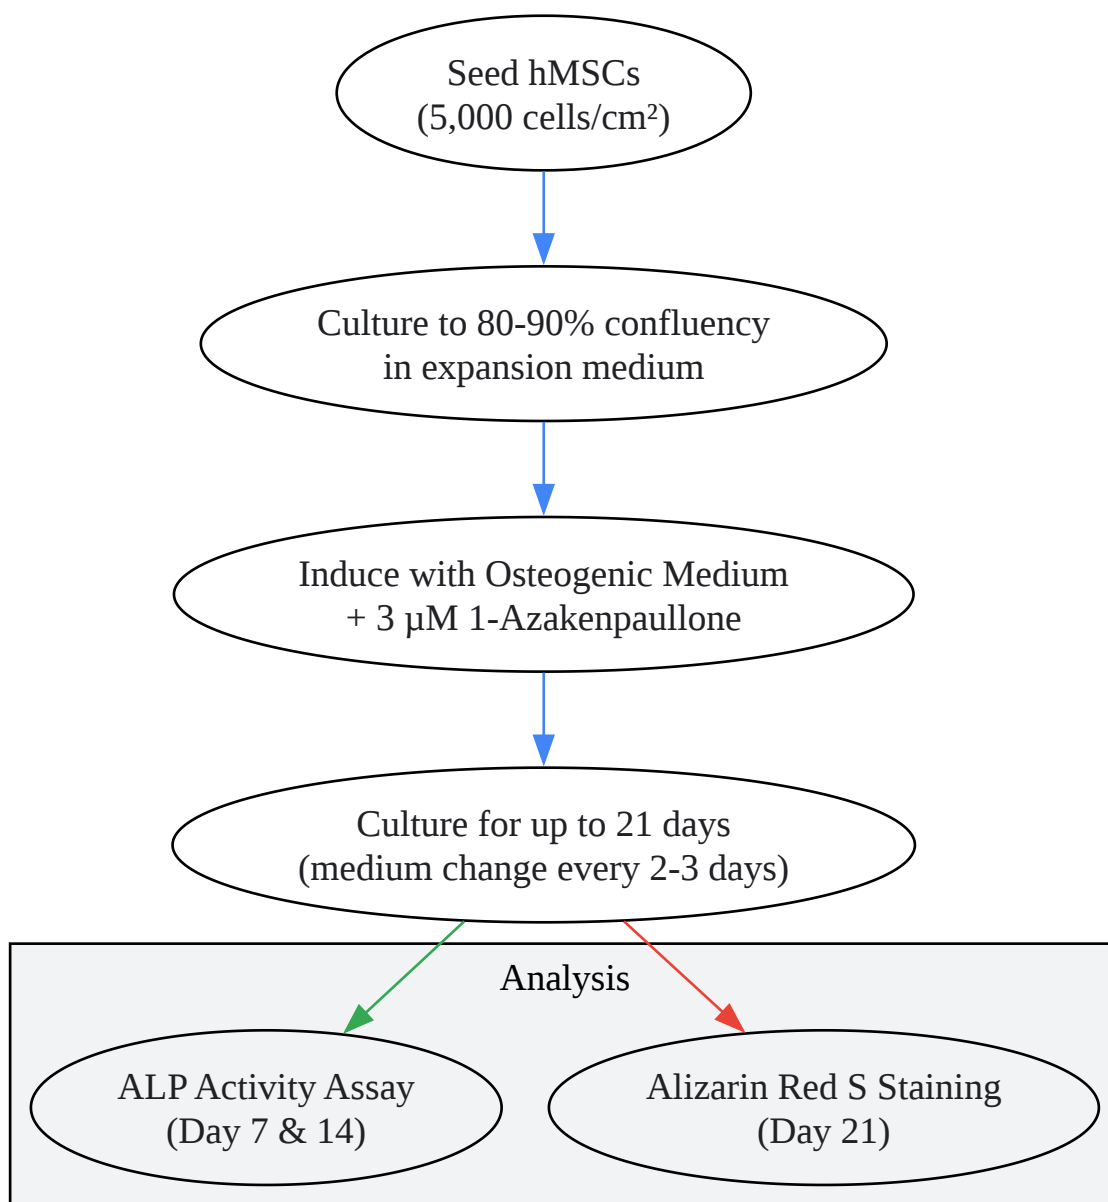 Seed hMSCs
(5,000 cells/cm²)
Culture to 80-90% confluency
in expansion medium
Induce with Osteogenic Medium
+ 3 µM 1-Azakenpaullone
Culture for up to 21 days
(medium change every 2-3 days)
Analysis
ALP Activity Assay
(Day 7 & 14)
Alizarin Red S Staining
(Day 21)